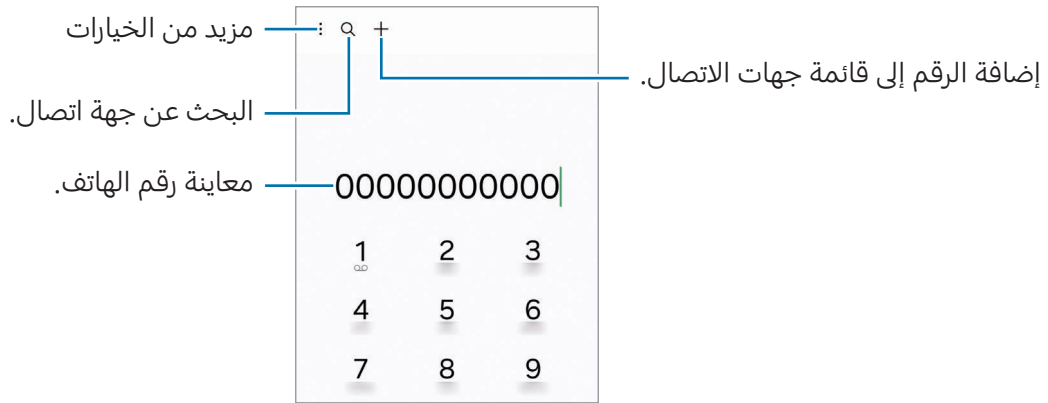 مزيد من الخيارات
إضافة الرقم إلى قائمة جهات الاتصال.
البحث عن جهة اتصال.
معاينة رقم الهاتف.
00000000000
1 2 3
4 5 6
7 8 9